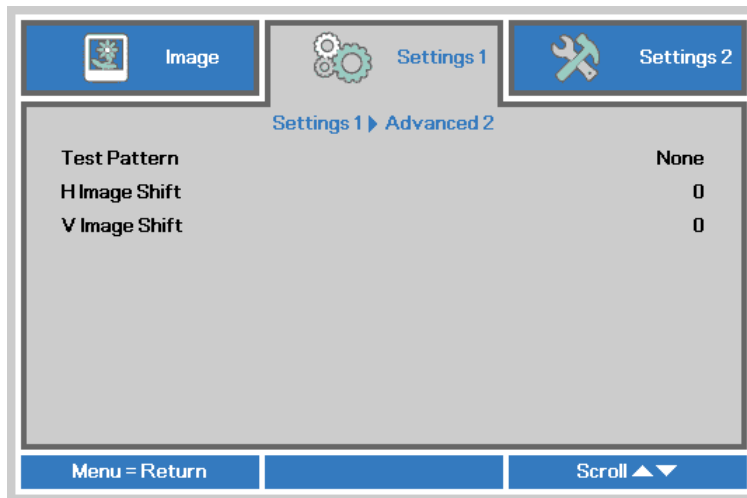 Image
Settings 1
Settings 2
Settings 1 ▶ Advanced 2
Test Pattern None
H Image Shift 0
V Image Shift 0
Menu = Return
Scroll ▲▼